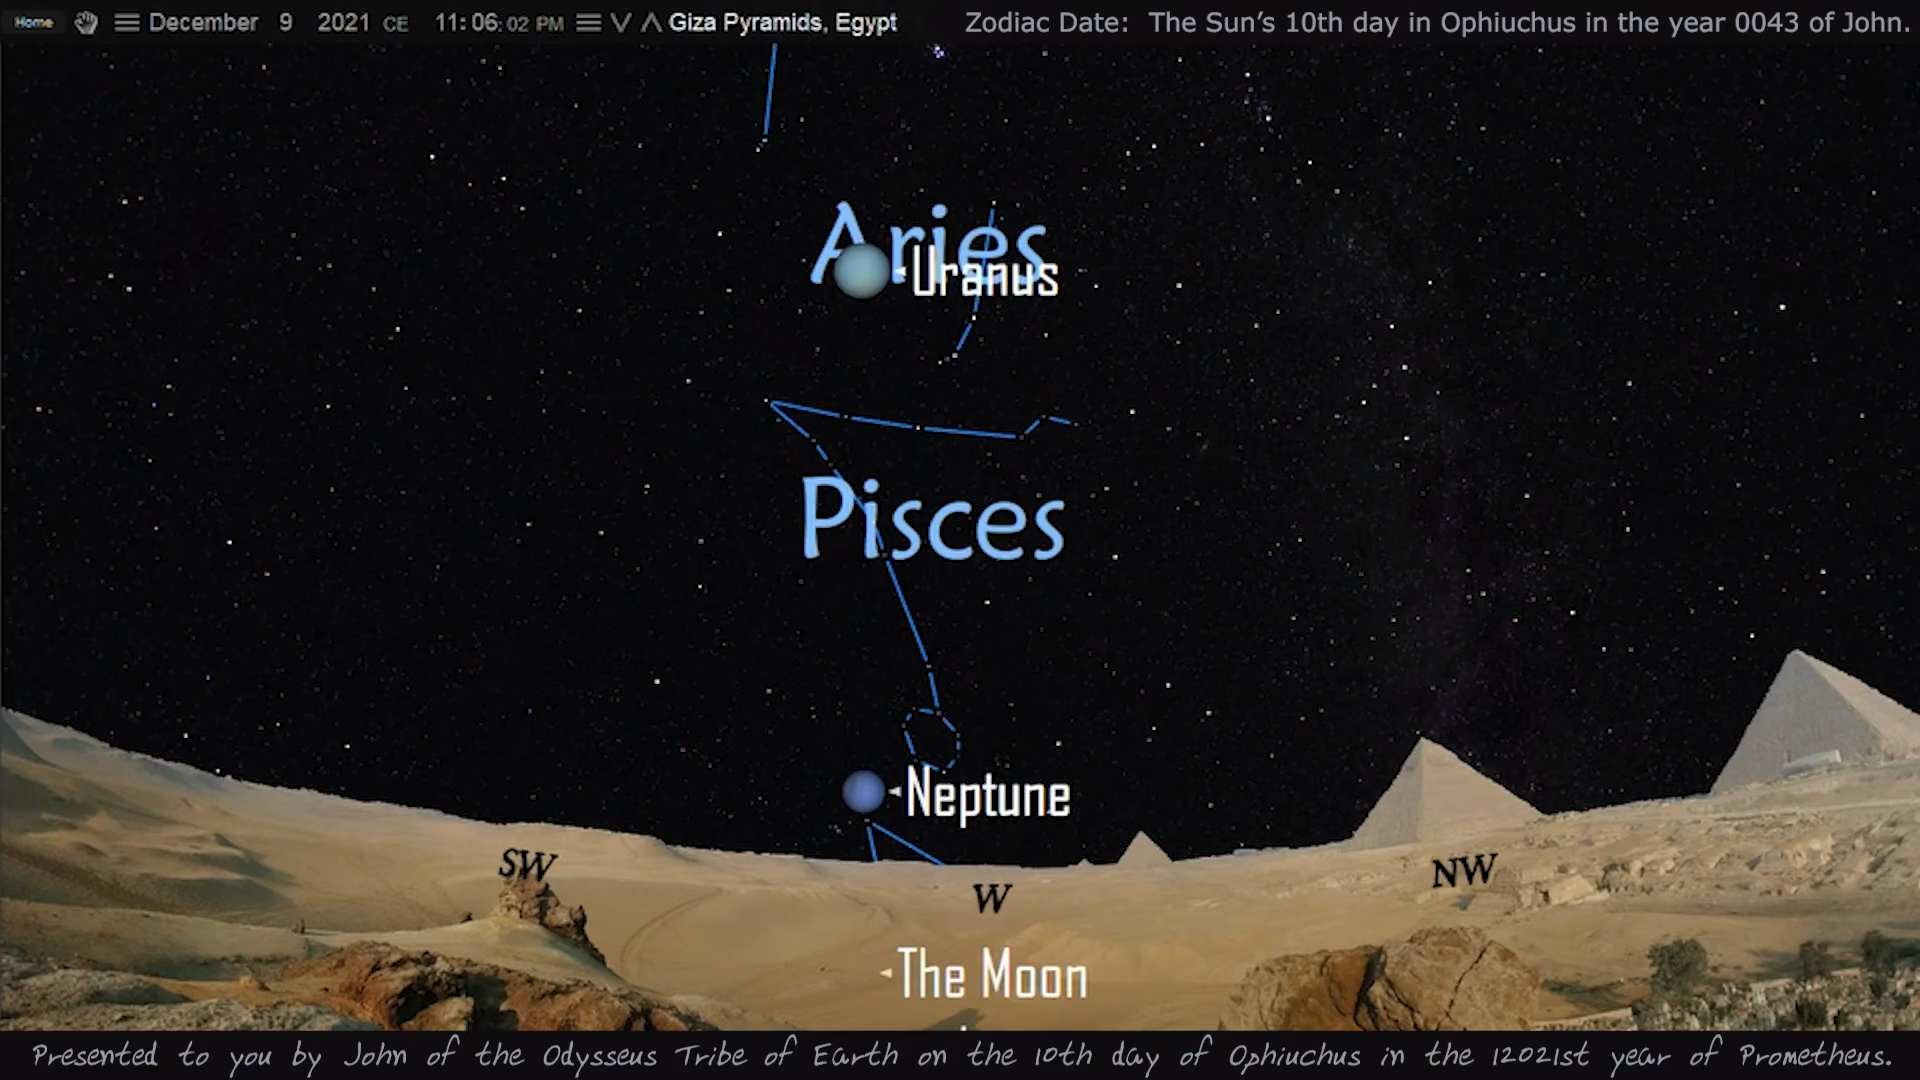 Home December 9 2021 CE 11:06:02 PM Giza Pyramids, Egypt Zodiac Date: The Sun's 10th day in Ophiuchus in the year 0043 of John.
Aries
Uranus
Pisces
Neptune
SW
W
NW
The Moon
Presented to you by John of the Odysseus Tribe of Earth on the 10th day of Ophiuchus in the 12021st year of Prometheus.